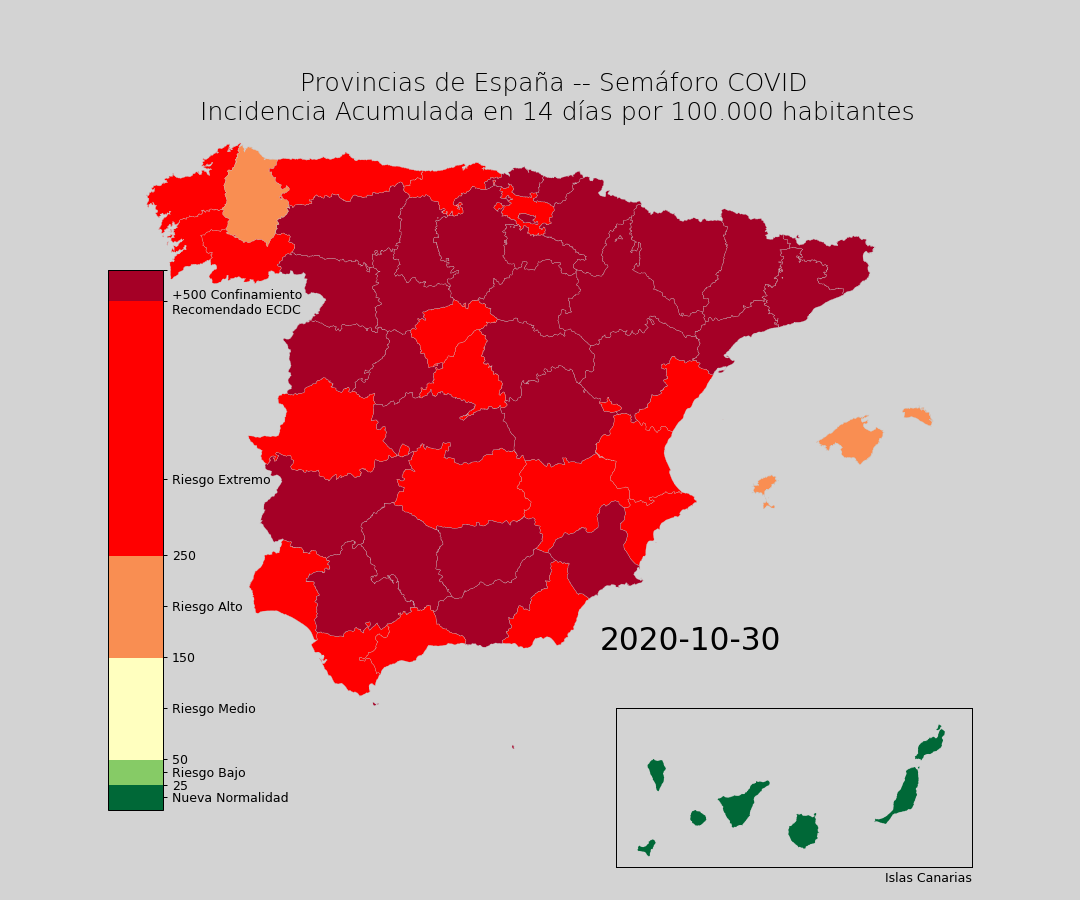 Provincias de España -- Semáforo COVID
Incidencia Acumulada en 14 días por 100.000 habitantes
+500 Confinamiento
Recomendado ECDC
Riesgo Extremo
250
Riesgo Alto
150
Riesgo Medio
50
Riesgo Bajo
25
Nueva Normalidad
2020-10-30
Islas Canarias